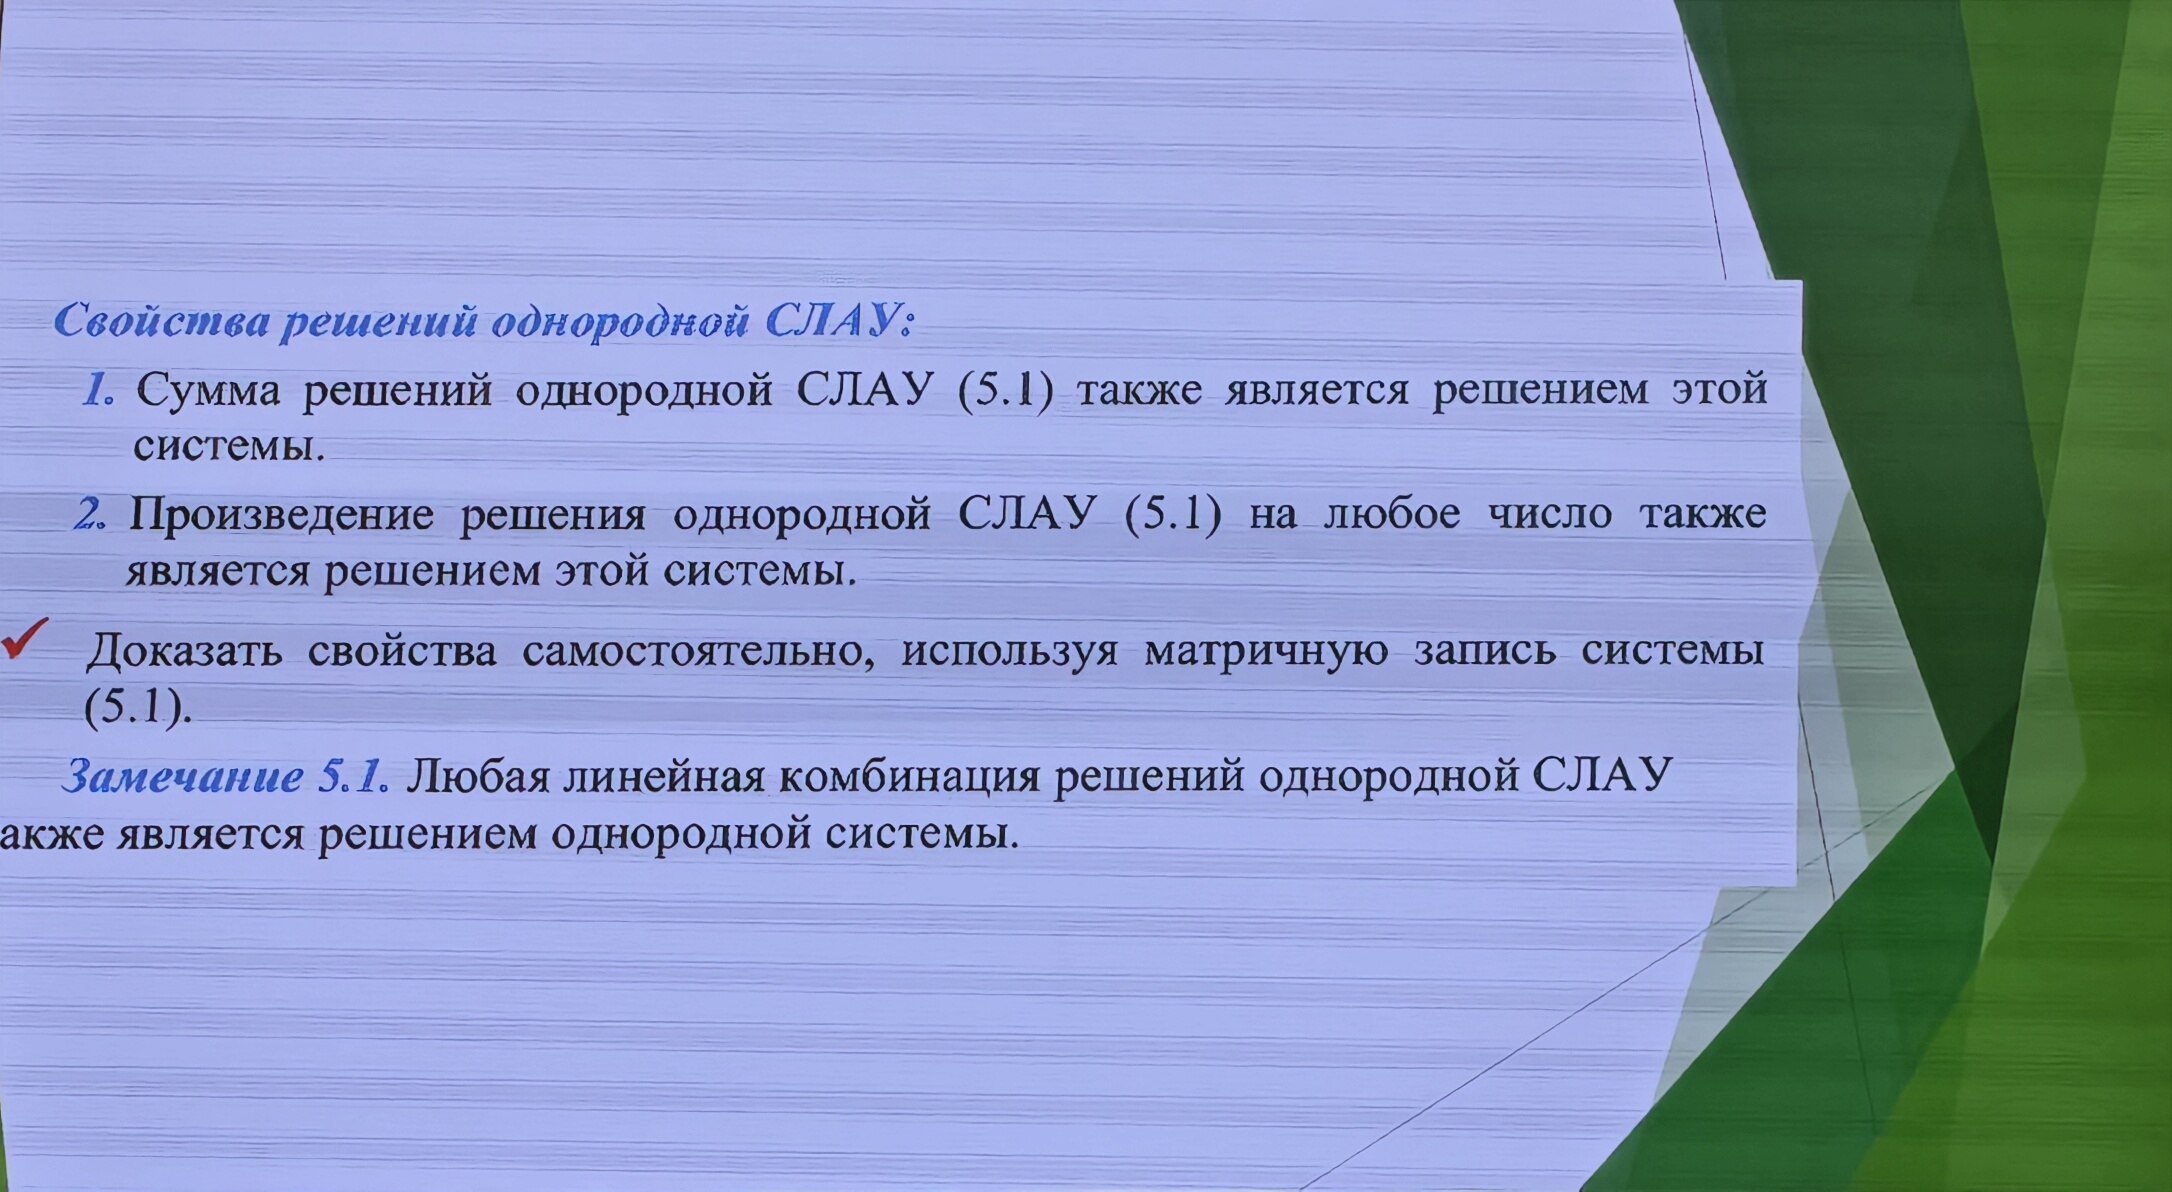 Свойства решений однородной СЛАУ:
1. Сумма решений однородной СЛАУ (5.1) также является решением этой
системы.
2. Произведение решения однородной СЛАУ (5.1) на любое число также
является решением этой системы.
✓ Доказать свойства самостоятельно, используя матричную запись системы
(5.1).
Замечание 5.1. Любая линейная комбинация решений однородной СЛАУ
акже является решением однородной системы.